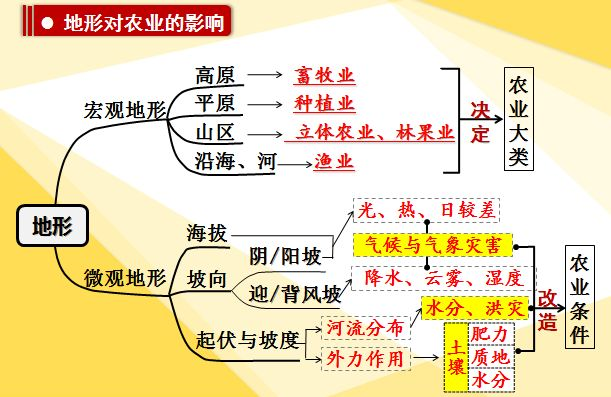 地形对农业的影响
地形
宏观地形
高原
畜牧业
平原
种植业
山区
立体农业、林果业
沿海、河
渔业
决定
农业大类
微观地形
海拔
坡向
阴/阳坡
迎/背风坡
起伏与坡度
光、热、日较差
气候与气象灾害
降水、云雾、湿度
河流分布
水分、洪灾
外力作用
土壤
肥力
质地
水分
改造
农业条件